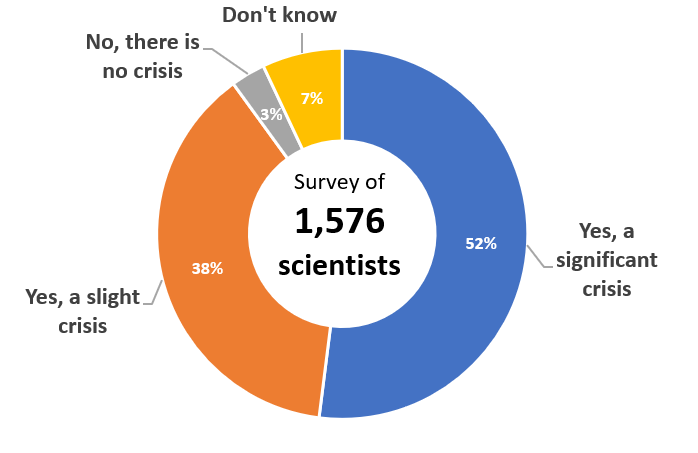 Don't know
No, there is
no crisis
7%
3%
Survey of
1,576
scientists
52%
Yes, a
significant
crisis
38%
Yes, a slight
crisis